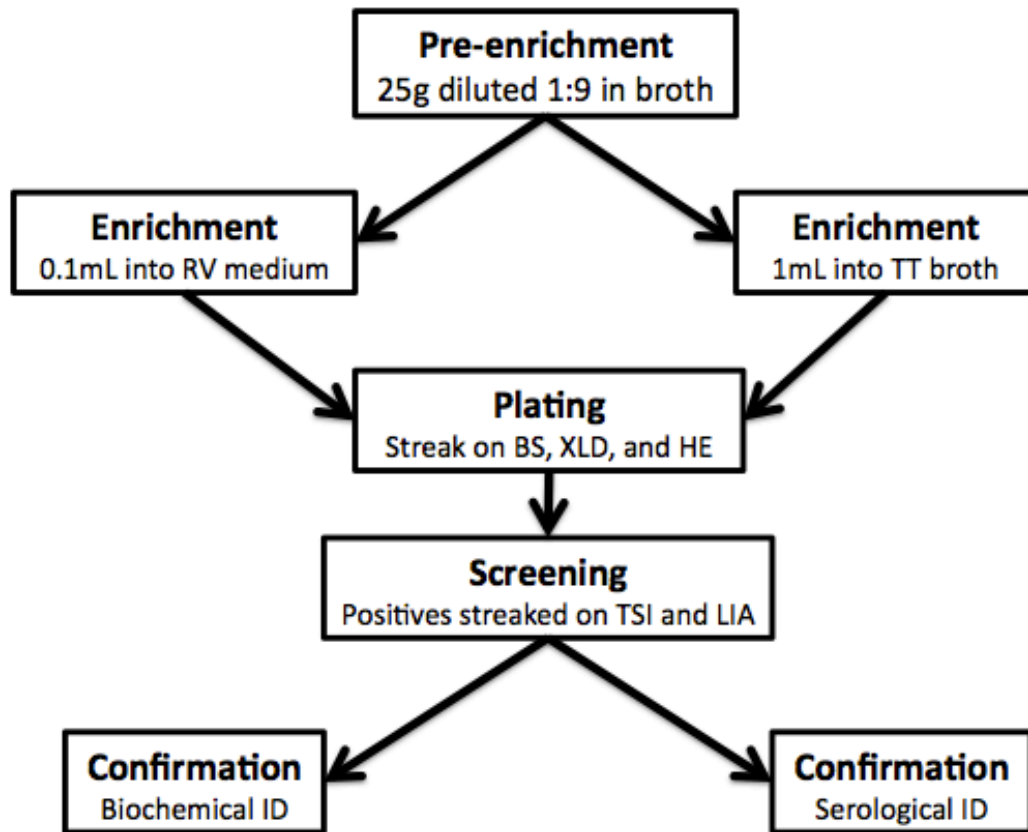 Pre-enrichment
25g diluted 1:9 in broth
Enrichment
0.1mL into RV medium
Enrichment
1mL into TT broth
Plating
Streak on BS, XLD, and HE
Screening
Positives streaked on TSI and LIA
Confirmation
Biochemical ID
Confirmation
Serological ID